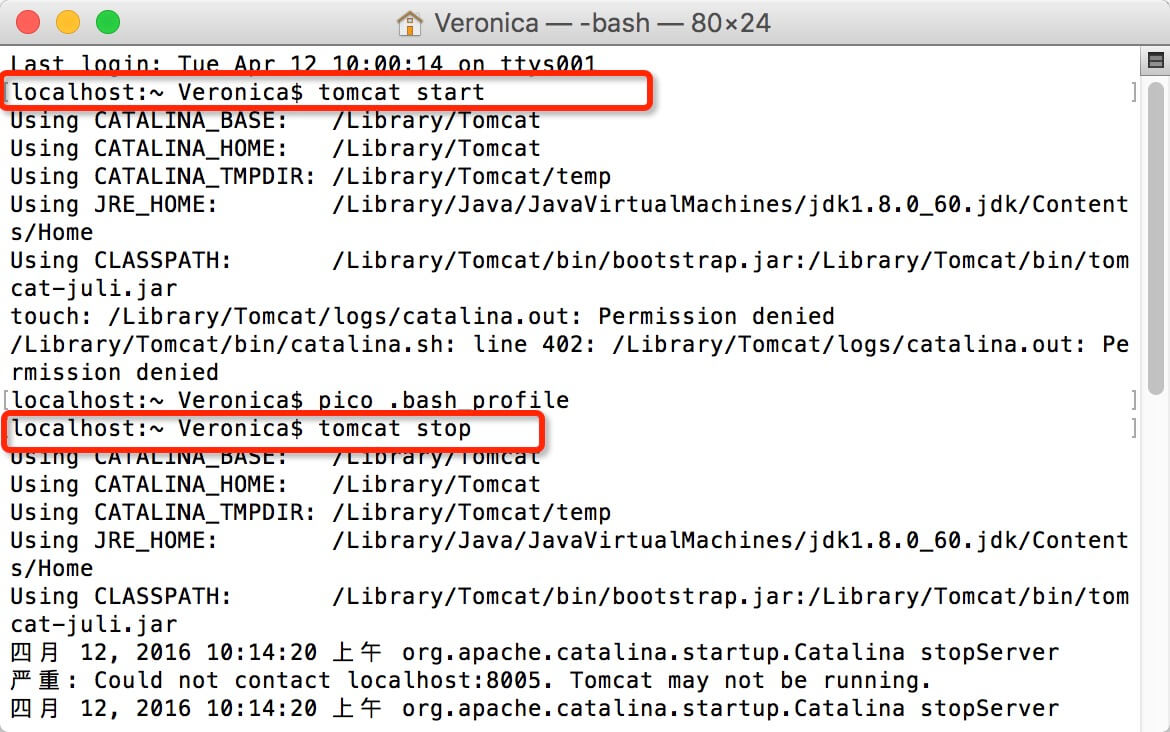 Veronica — -bash — 80×24
Last login: Tue Apr 12 10:00:14 on ttys001
[localhost:~ Veronica$ tomcat start ]
Using CATALINA_BASE:   /Library/Tomcat
Using CATALINA_HOME:   /Library/Tomcat
Using CATALINA_TMPDIR: /Library/Tomcat/temp
Using JRE_HOME:        /Library/Java/JavaVirtualMachines/jdk1.8.0_60.jdk/Content
s/Home
Using CLASSPATH:       /Library/Tomcat/bin/bootstrap.jar:/Library/Tomcat/bin/tom
cat-juli.jar
touch: /Library/Tomcat/logs/catalina.out: Permission denied
/Library/Tomcat/bin/catalina.sh: line 402: /Library/Tomcat/logs/catalina.out: Pe
rmission denied
[localhost:~ Veronica$ pico .bash_profile ]
[localhost:~ Veronica$ tomcat stop ]
Using CATALINA_BASE:   /Library/Tomcat
Using CATALINA_HOME:   /Library/Tomcat
Using CATALINA_TMPDIR: /Library/Tomcat/temp
Using JRE_HOME:        /Library/Java/JavaVirtualMachines/jdk1.8.0_60.jdk/Content
s/Home
Using CLASSPATH:       /Library/Tomcat/bin/bootstrap.jar:/Library/Tomcat/bin/tom
cat-juli.jar
四月 12, 2016 10:14:20 上午 org.apache.catalina.startup.Catalina stopServer
严重: Could not contact localhost:8005. Tomcat may not be running.
四月 12, 2016 10:14:20 上午 org.apache.catalina.startup.Catalina stopServer